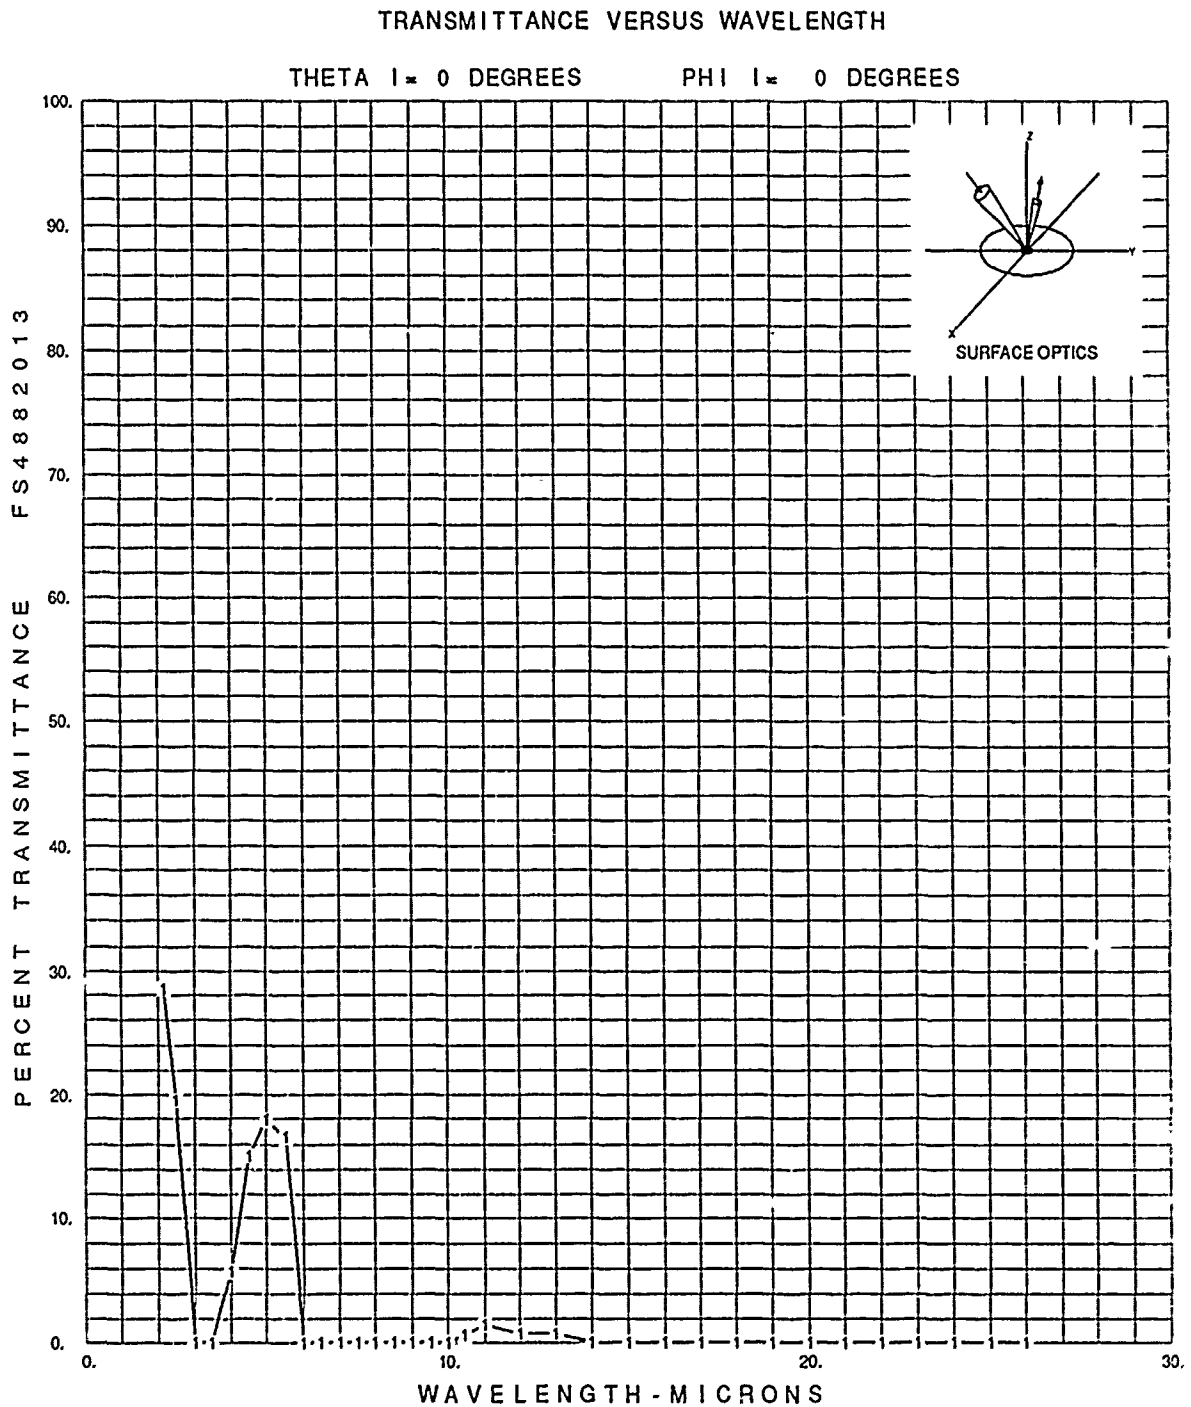 TRANSMITTANCE VERSUS WAVELENGTH
THETA I= 0 DEGREES PHI I= 0 DEGREES
PERCENT TRANSMITTANCE FS4882013
100.
90.
80.
70.
60.
50.
40.
30.
20.
10.
0.
Z
Y
X
SURFACE OPTICS
0. 10. 20. 30.
WAVELENGTH-MICRONS